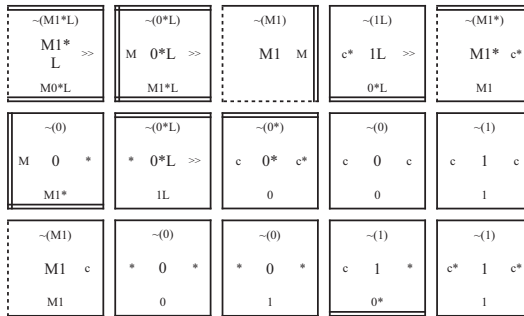 ~(M1*L) ~(0*L) ~(M1) ~(1L) ~(M1*)
M1* L >> M 0*L >> M1 M c* 1L >> M1* c*
M0*L M1*L 0*L M1
~(0) ~(0*L) ~(0*) ~(0) ~(1)
M 0 * * 0*L >> c 0* c* c 0 c c 1 c
M1* 1L 0 0 1
~(M1) ~(0) ~(0) ~(1) ~(1)
M1 c * 0 * * 0 * c 1 * c* 1 c*
M1 0 1 0* 1